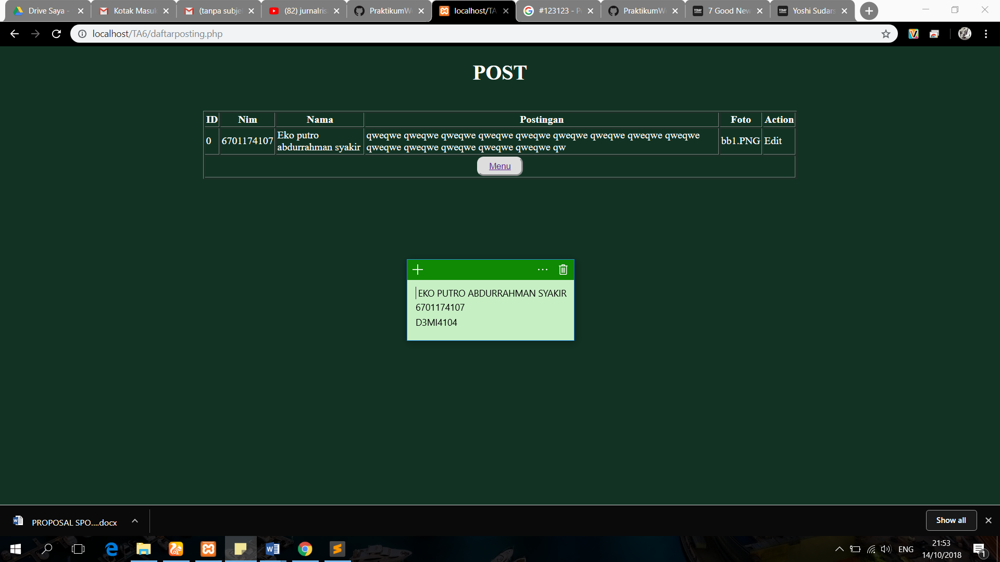 Drive Saya -
Kotak Masuk
(tanpa subje
(82) jurnalris
PraktikumWe
localhost/TA
#123123 - P
PraktikumWe
7 Good New
Yoshi Sudars
localhost/TA6/daftarposting.php
POST
ID Nim Nama Postingan Foto Action
0 6701174107 Eko putro
abdurrahman syakir
qweqwe qweqwe qweqwe qweqwe qweqwe qweqwe qweqwe qweqwe qweqwe
qweqwe qweqwe qweqwe qweqwe qweqwe qw
bb1.PNG Edit
Menu
EKO PUTRO ABDURRAHMAN SYAKIR
6701174107
D3MI4104
PROPOSAL SPO....docx
Show all
ENG
21:53
14/10/2018
1